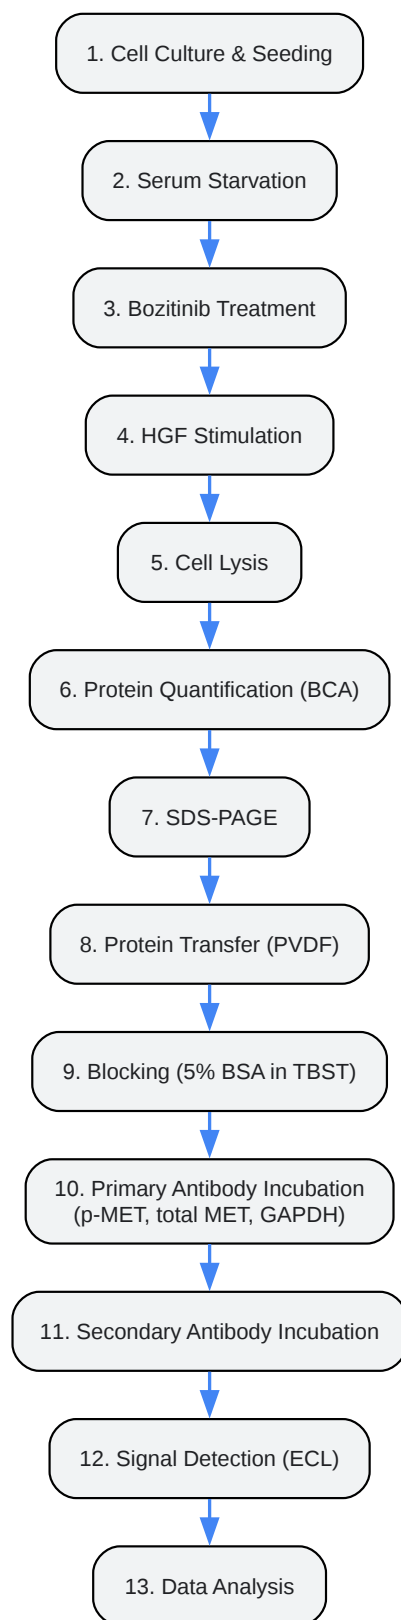 1. Cell Culture & Seeding
2. Serum Starvation
3. Bozitinib Treatment
4. HGF Stimulation
5. Cell Lysis
6. Protein Quantification (BCA)
7. SDS-PAGE
8. Protein Transfer (PVDF)
9. Blocking (5% BSA in TBST)
10. Primary Antibody Incubation
(p-MET, total MET, GAPDH)
11. Secondary Antibody Incubation
12. Signal Detection (ECL)
13. Data Analysis